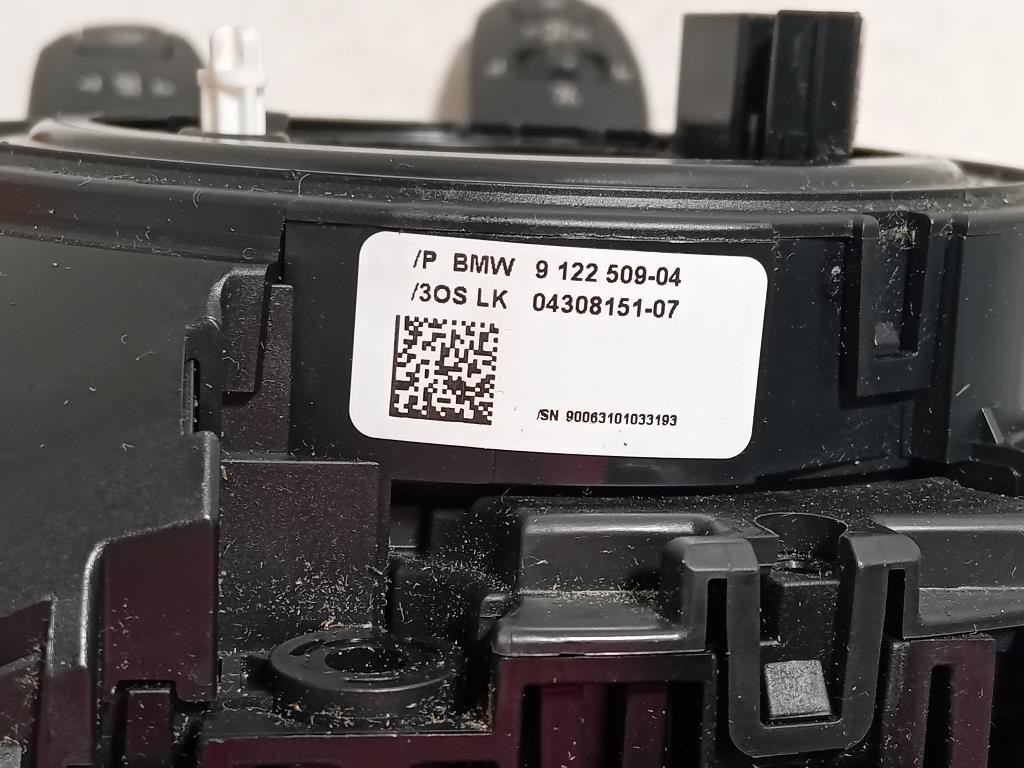 /P BMW 9 122 509-04
/3OS LK 04308151-07
/SN 90063101033193